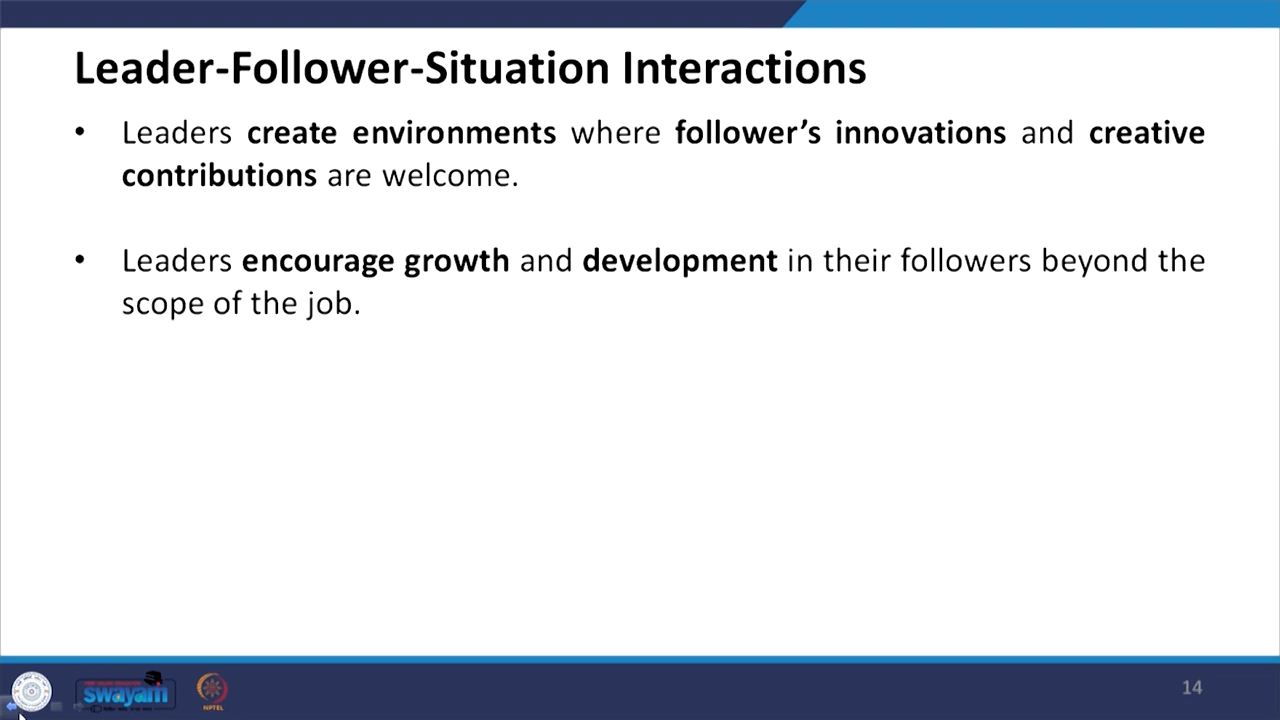 Leader-Follower-Situation Interactions
• Leaders create environments where follower’s innovations and creative
contributions are welcome.
• Leaders encourage growth and development in their followers beyond the
scope of the job.
swayam
NPTEL
14